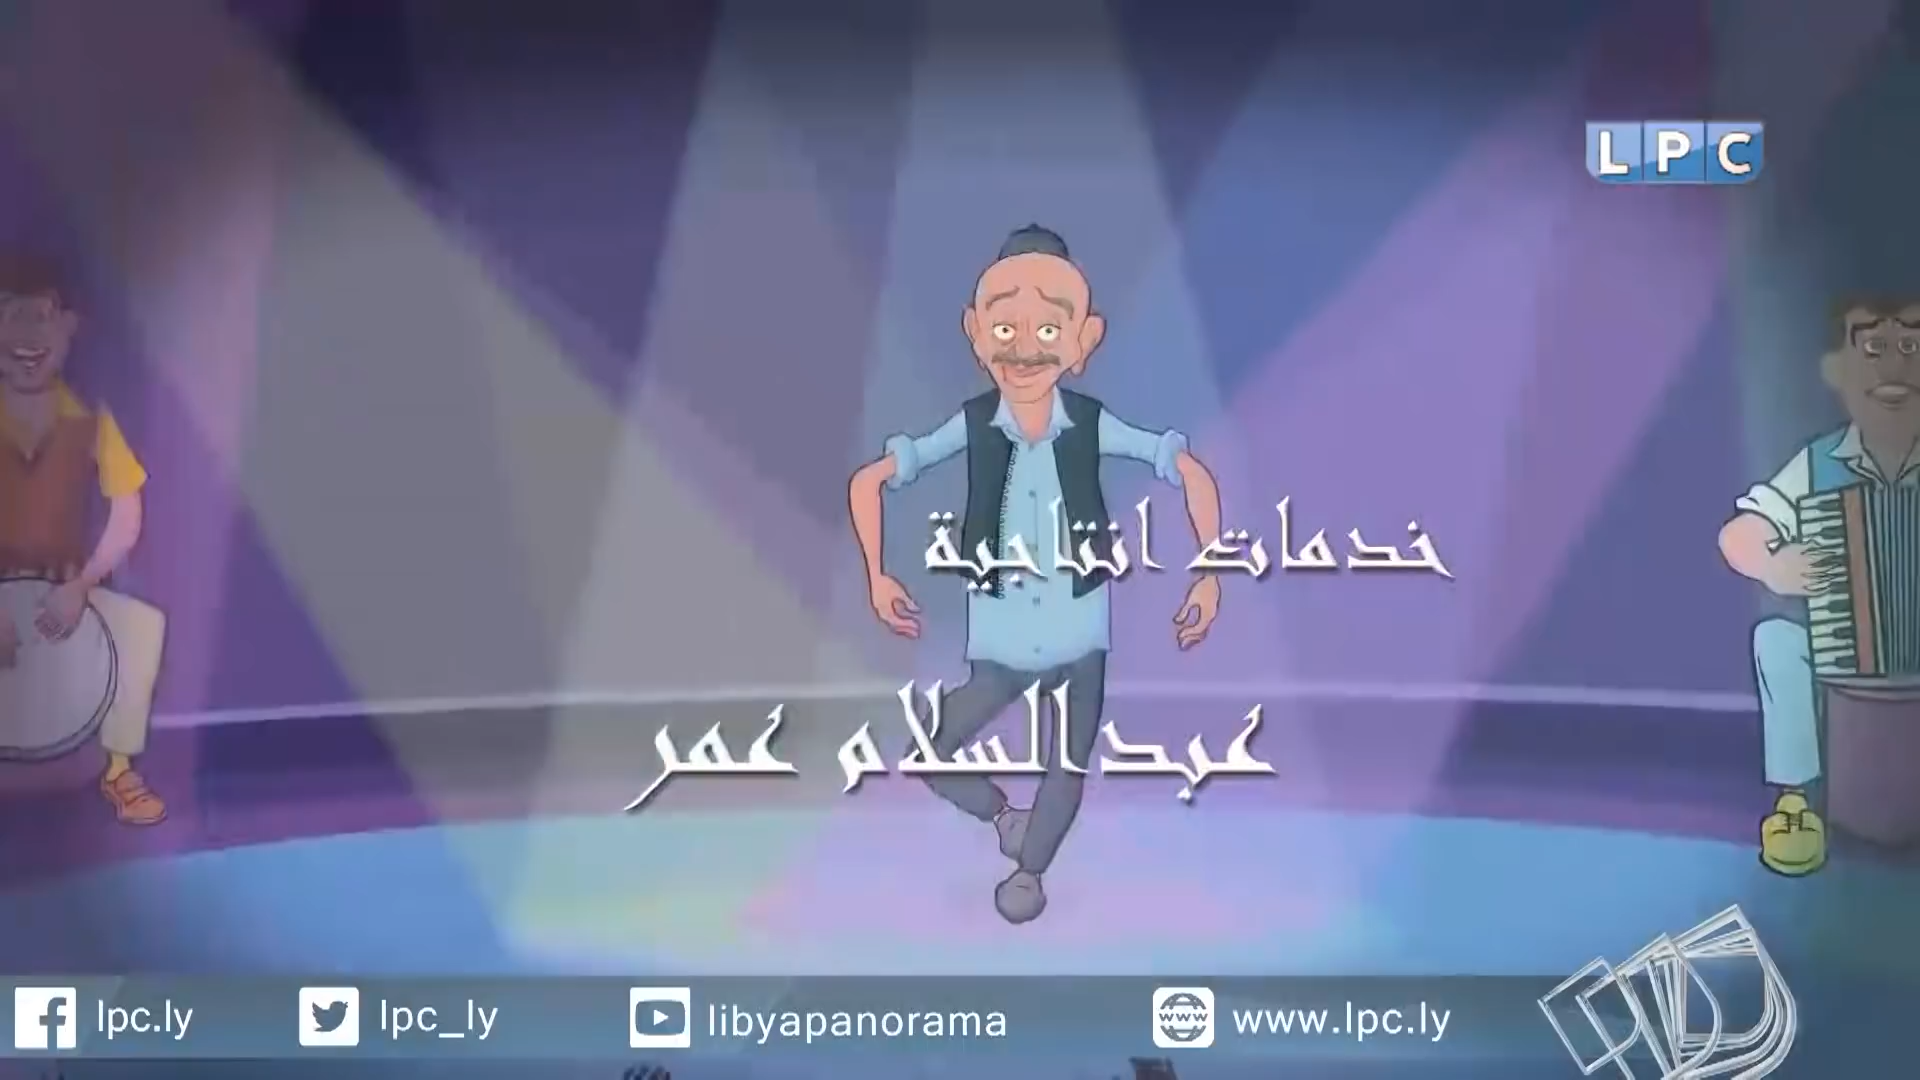 LPC
خدمات انتاجية
عبدالسلام عمر
lpc.ly
lpc_ly
libyapanorama
www.lpc.ly